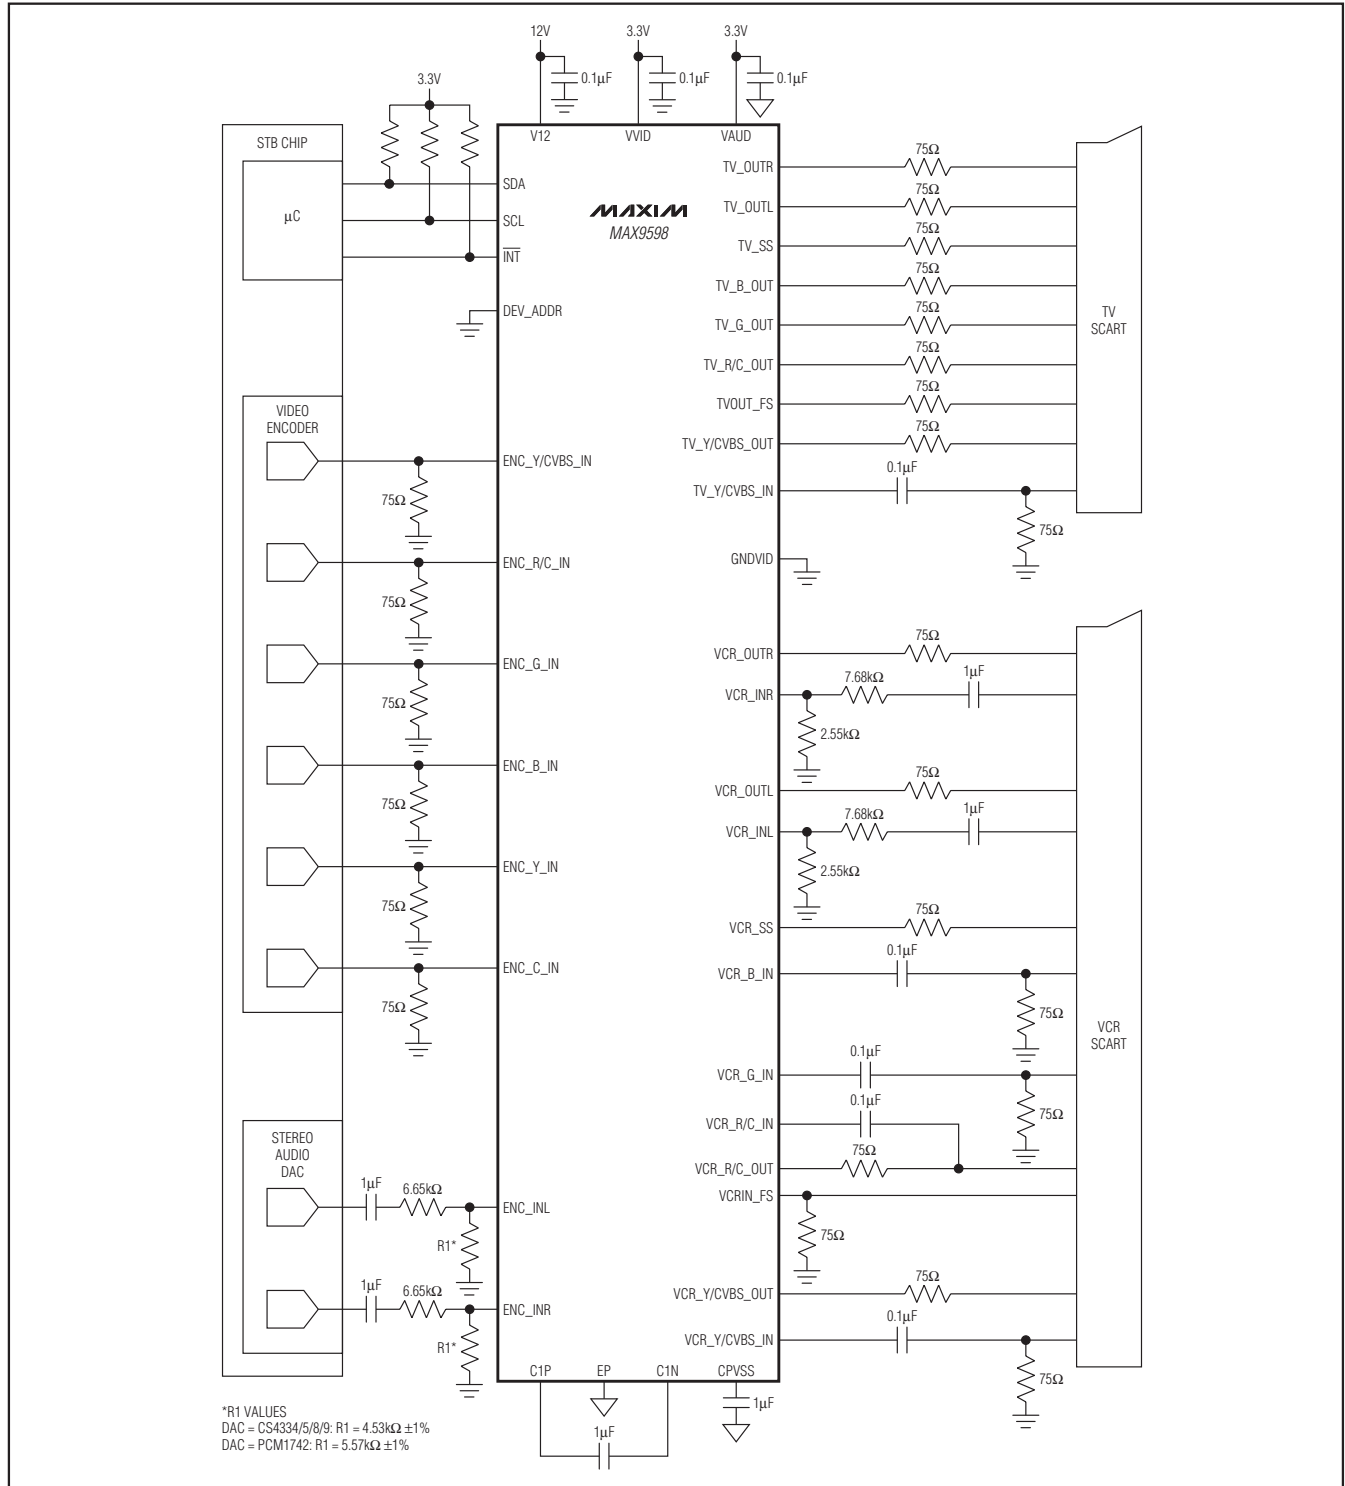 12V
3.3V
3.3V
0.1µF
0.1µF
0.1µF
3.3V
STB CHIP
µC
V12
VVID
VAUD
SDA
SCL
INT
DEV_ADDR
MAXIM
MAX9598
TV_OUTR
75Ω
TV_OUTL
75Ω
TV_SS
75Ω
TV_B_OUT
75Ω
TV_G_OUT
75Ω
TV_R/C_OUT
75Ω
TVOUT_FS
75Ω
TV_Y/CVBS_OUT
75Ω
TV_Y/CVBS_IN
0.1µF
75Ω
TV
SCART
GNDVID
VIDEO
ENCODER
ENC_Y/CVBS_IN
75Ω
ENC_R/C_IN
75Ω
ENC_G_IN
75Ω
ENC_B_IN
75Ω
ENC_Y_IN
75Ω
ENC_C_IN
75Ω
VCR_OUTR
75Ω
VCR_INR
7.68kΩ
1µF
2.55kΩ
VCR_OUTL
75Ω
VCR_INL
7.68kΩ
1µF
2.55kΩ
VCR_SS
75Ω
VCR_B_IN
0.1µF
75Ω
VCR_G_IN
0.1µF
75Ω
VCR_R/C_IN
0.1µF
VCR_R/C_OUT
75Ω
VCRIN_FS
75Ω
VCR_Y/CVBS_OUT
75Ω
VCR_Y/CVBS_IN
0.1µF
75Ω
VCR
SCART
STEREO
AUDIO
DAC
1µF
6.65kΩ
ENC_INL
R1*
1µF
6.65kΩ
ENC_INR
R1*
C1P
EP
C1N
CPVSS
1µF
1µF
*R1 VALUES
DAC = CS4334/5/8/9: R1 = 4.53kΩ ±1%
DAC = PCM1742: R1 = 5.57kΩ ±1%